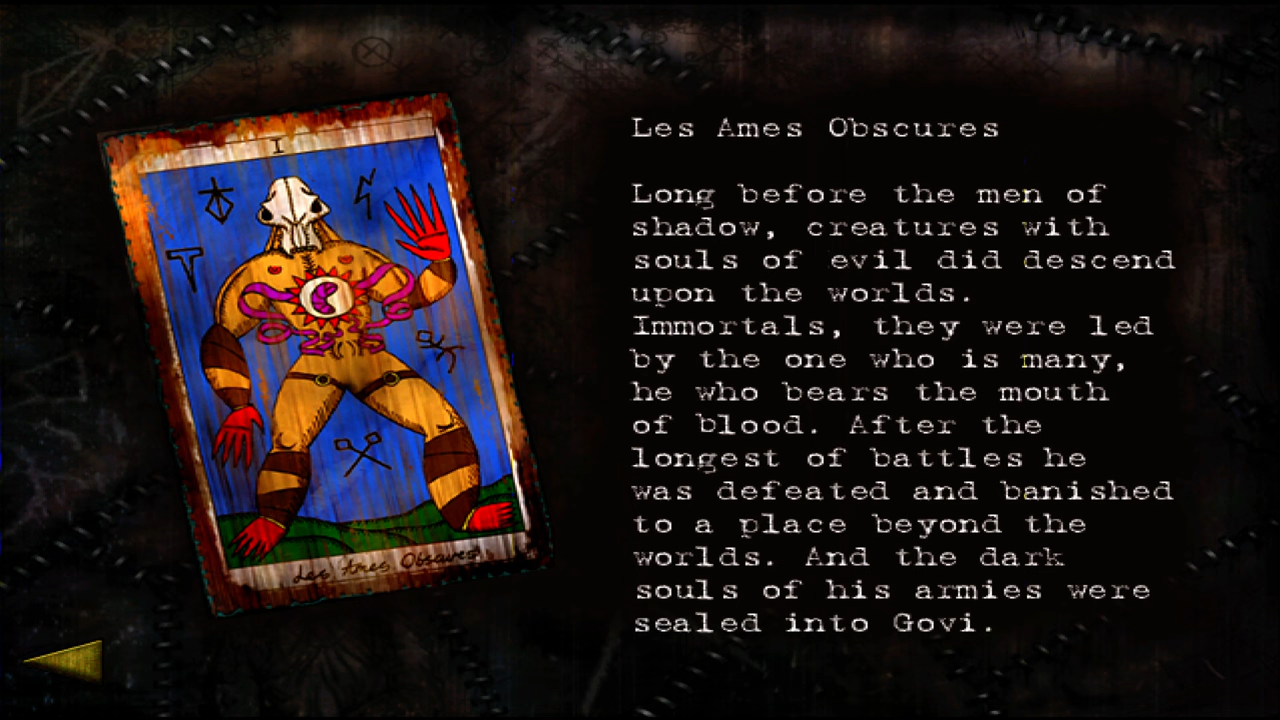 I
Les Ames Obscures
Les Ames Obscures
Long before the men of
shadow, creatures with
souls of evil did descend
upon the worlds.
Immortals, they were led
by the one who is many,
he who bears the mouth
of blood. After the
longest of battles he
was defeated and banished
to a place beyond the
worlds. And the dark
souls of his armies were
sealed into Govi.